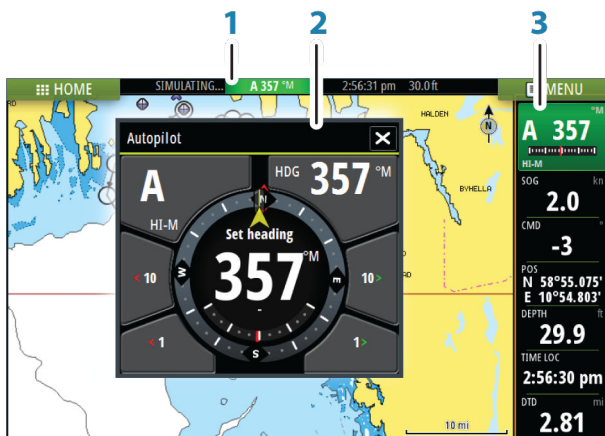 1 2 3
HOME SIMULATING... A 357 °M 2:56:31 pm 30.0 ft MENU
Autopilot
A
HI-M
HDG 357 °M
N
Set heading
357 °M
-
< 10
10 >
< 1
1 >
W
E
S
HALDEN
N
BYHELLA
10 mi
°M
A 357
HI-M
SOG kn
2.0
CMD °
-3
POS
N 58°55.075'
E 10°54.803'
DEPTH ft
29.9
TIME LOC
2:56:30 pm
DTD mi
2.81